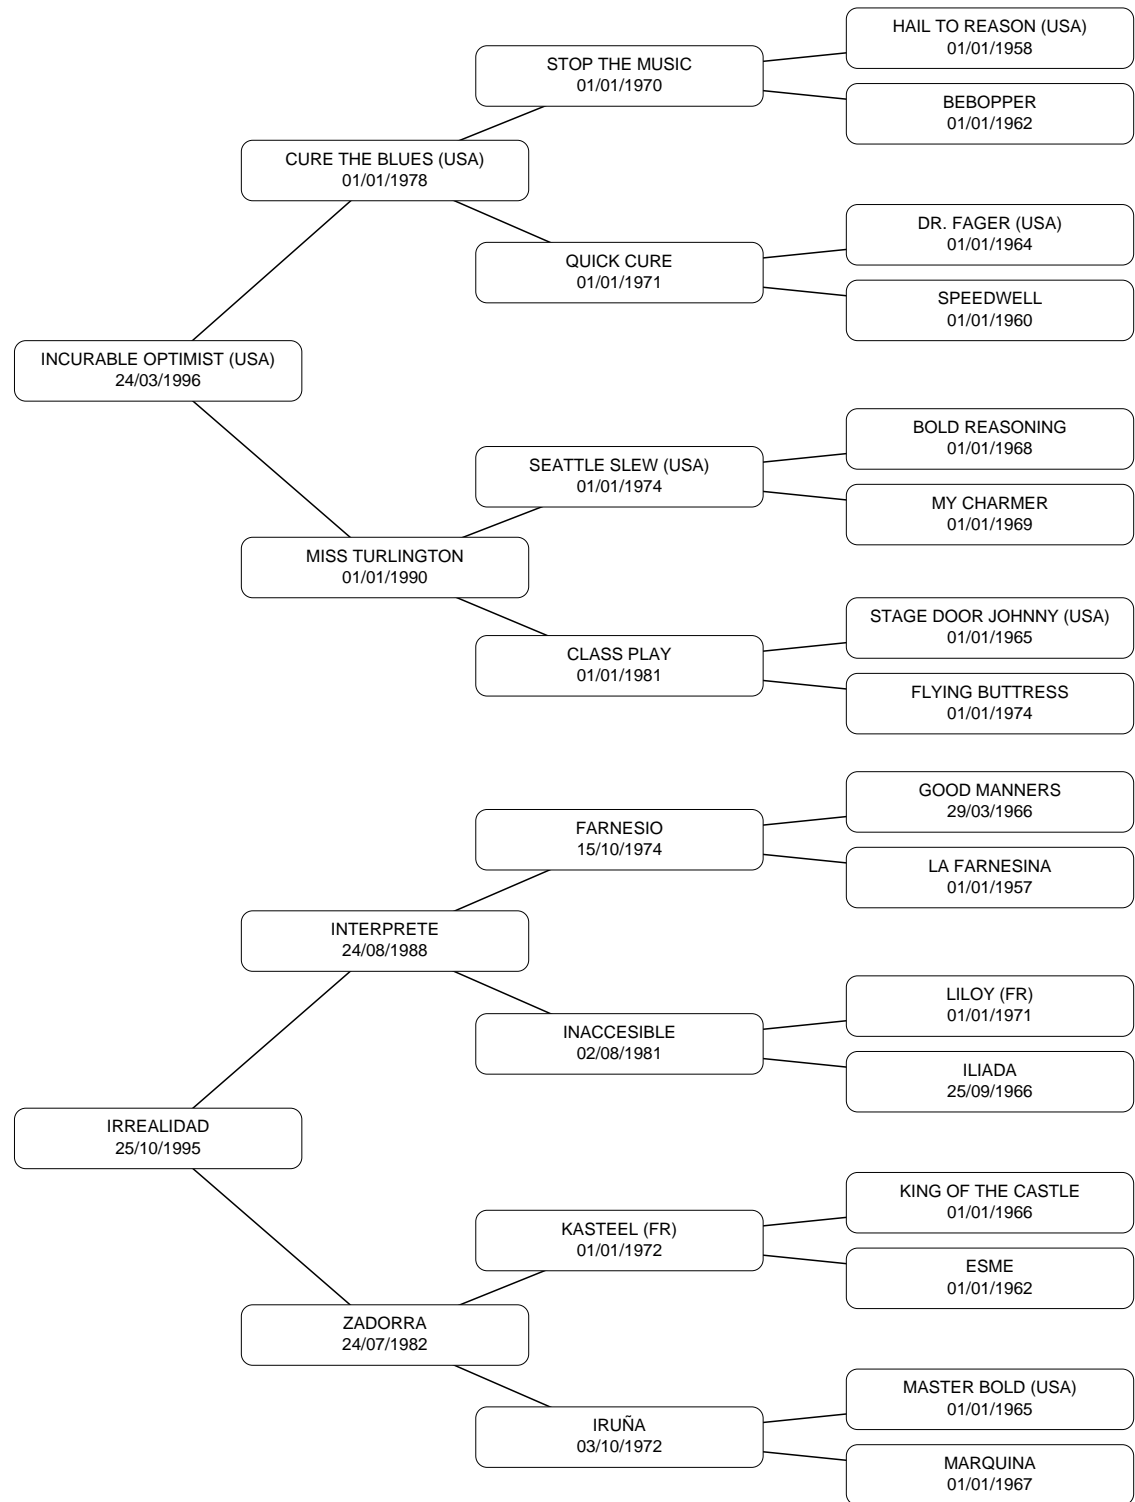 HAIL TO REASON (USA)
01/01/1958
STOP THE MUSIC
01/01/1970
BEBOPPER
01/01/1962
CURE THE BLUES (USA)
01/01/1978
DR. FAGER (USA)
01/01/1964
QUICK CURE
01/01/1971
SPEEDWELL
01/01/1960
INCURABLE OPTIMIST (USA)
24/03/1996
BOLD REASONING
01/01/1968
SEATTLE SLEW (USA)
01/01/1974
MY CHARMER
01/01/1969
MISS TURLINGTON
01/01/1990
STAGE DOOR JOHNNY (USA)
01/01/1965
CLASS PLAY
01/01/1981
FLYING BUTTRESS
01/01/1974
GOOD MANNERS
29/03/1966
FARNESIO
15/10/1974
LA FARNESINA
01/01/1957
INTERPRETE
24/08/1988
LILOY (FR)
01/01/1971
INACCESIBLE
02/08/1981
ILIADA
25/09/1966
IRREALIDAD
25/10/1995
KING OF THE CASTLE
01/01/1966
KASTEEL (FR)
01/01/1972
ESME
01/01/1962
ZADORRA
24/07/1982
MASTER BOLD (USA)
01/01/1965
IRUÑA
03/10/1972
MARQUINA
01/01/1967